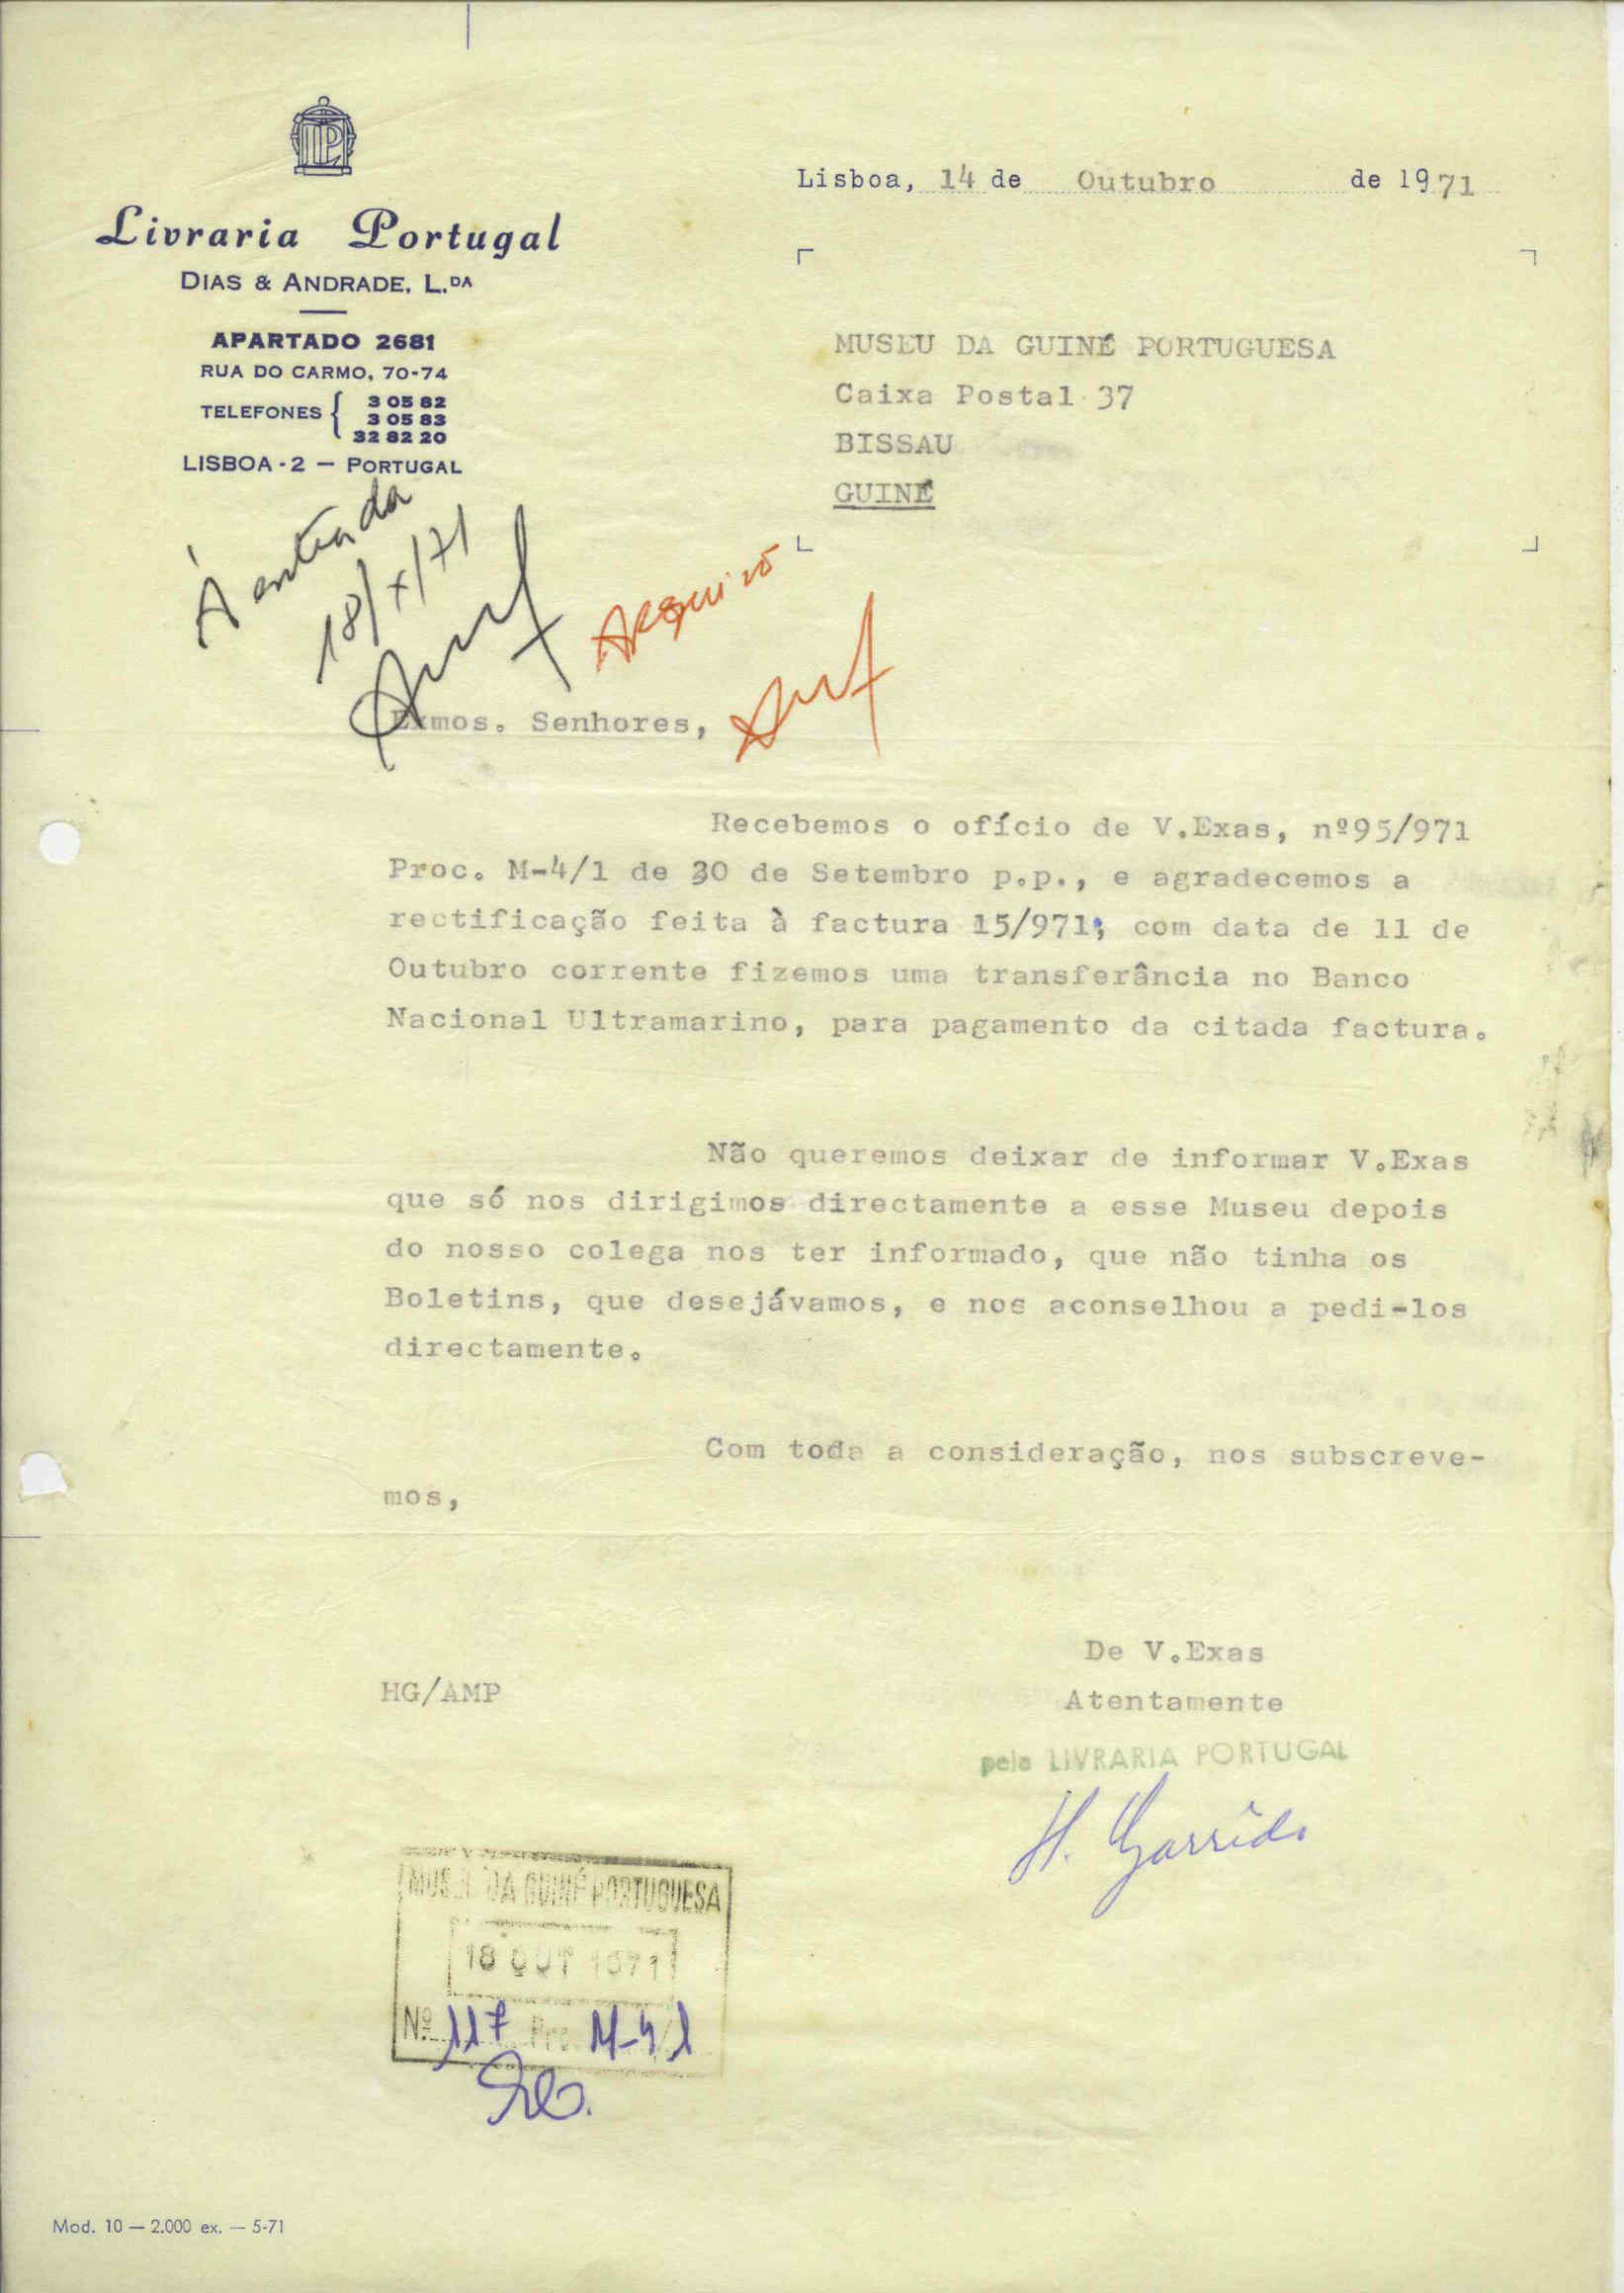 Livraria Portugal
DIAS & ANDRADE, L.DA
APARTADO 2681
RUA DO CARMO, 70-74
TELEFONES { 3 05 82
3 05 83
32 82 20
LISBOA-2 — PORTUGAL
Lisboa, 14 de Outubro de 1971
MUSEU DA GUINÉ PORTUGUESA
Caixa Postal 37
BISSAU
GUINÉ
À entrada
18/X/71
Arquivo
Exmos. Senhores,
Recebemos o ofício de V.Exas, nº95/971
Proc. M-4/1 de 30 de Setembro p.p., e agradecemos a
rectificação feita à factura 15/971; com data de 11 de
Outubro corrente fizemos uma transferância no Banco
Nacional Ultramarino, para pagamento da citada factura.
Não queremos deixar de informar V.Exas
que só nos dirigimos directamente a esse Museu depois
do nosso colega nos ter informado, que não tinha os
Boletins, que desejávamos, e nos aconselhou a pedi-los
directamente.
Com toda a consideração, nos subscreve-
mos,
De V.Exas
HG/AMP
Atentamente
pela LIVRARIA PORTUGAL
H. Garrido
MUSEU DA GUINÉ PORTUGUESA
18 OUT 1971
Nº 117 Pro M-4/1
Mod. 10 — 2.000 ex. — 5-71